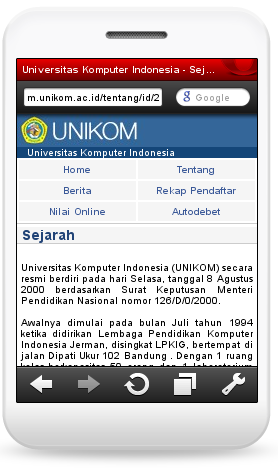 Universitas Komputer Indonesia - Sej...
m.unikom.ac.id/tentang/id/2
g Google
UNIKOM
Universitas Komputer Indonesia
Home Tentang
Berita Rekap Pendaftar
Nilai Online Autodebet
Sejarah
Universitas Komputer Indonesia (UNIKOM) secara
resmi berdiri pada hari Selasa, tanggal 8 Agustus
2000 berdasarkan Surat Keputusan Menteri
Pendidikan Nasional nomor 126/D/0/2000.
Awalnya dimulai pada bulan Juli tahun 1994
ketika didirikan Lembaga Pendidikan Komputer
Indonesia Jerman, disingkat LPKIG, bertempat di
jalan Dipati Ukur 102 Bandung . Dengan 1 ruang